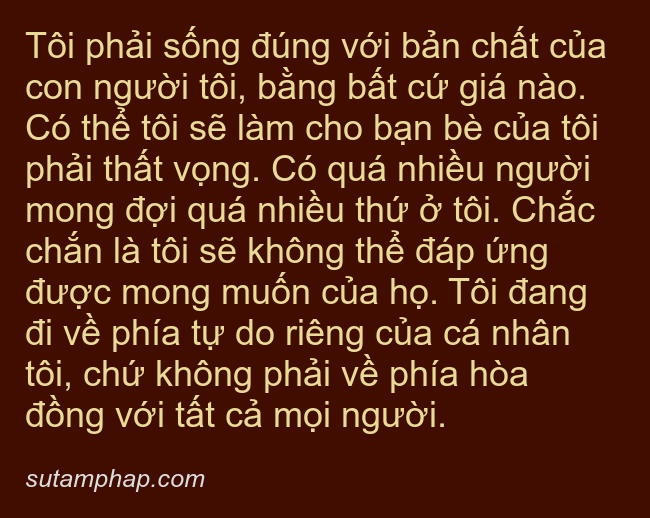 Tôi phải sống đúng với bản chất của
con người tôi, bằng bất cứ giá nào.
Có thể tôi sẽ làm cho bạn bè của tôi
phải thất vọng. Có quá nhiều người
mong đợi quá nhiều thứ ở tôi. Chắc
chắn là tôi sẽ không thể đáp ứng
được mong muốn của họ. Tôi đang
đi về phía tự do riêng của cá nhân
tôi, chứ không phải về phía hòa
đồng với tất cả mọi người.
sutamphap.com